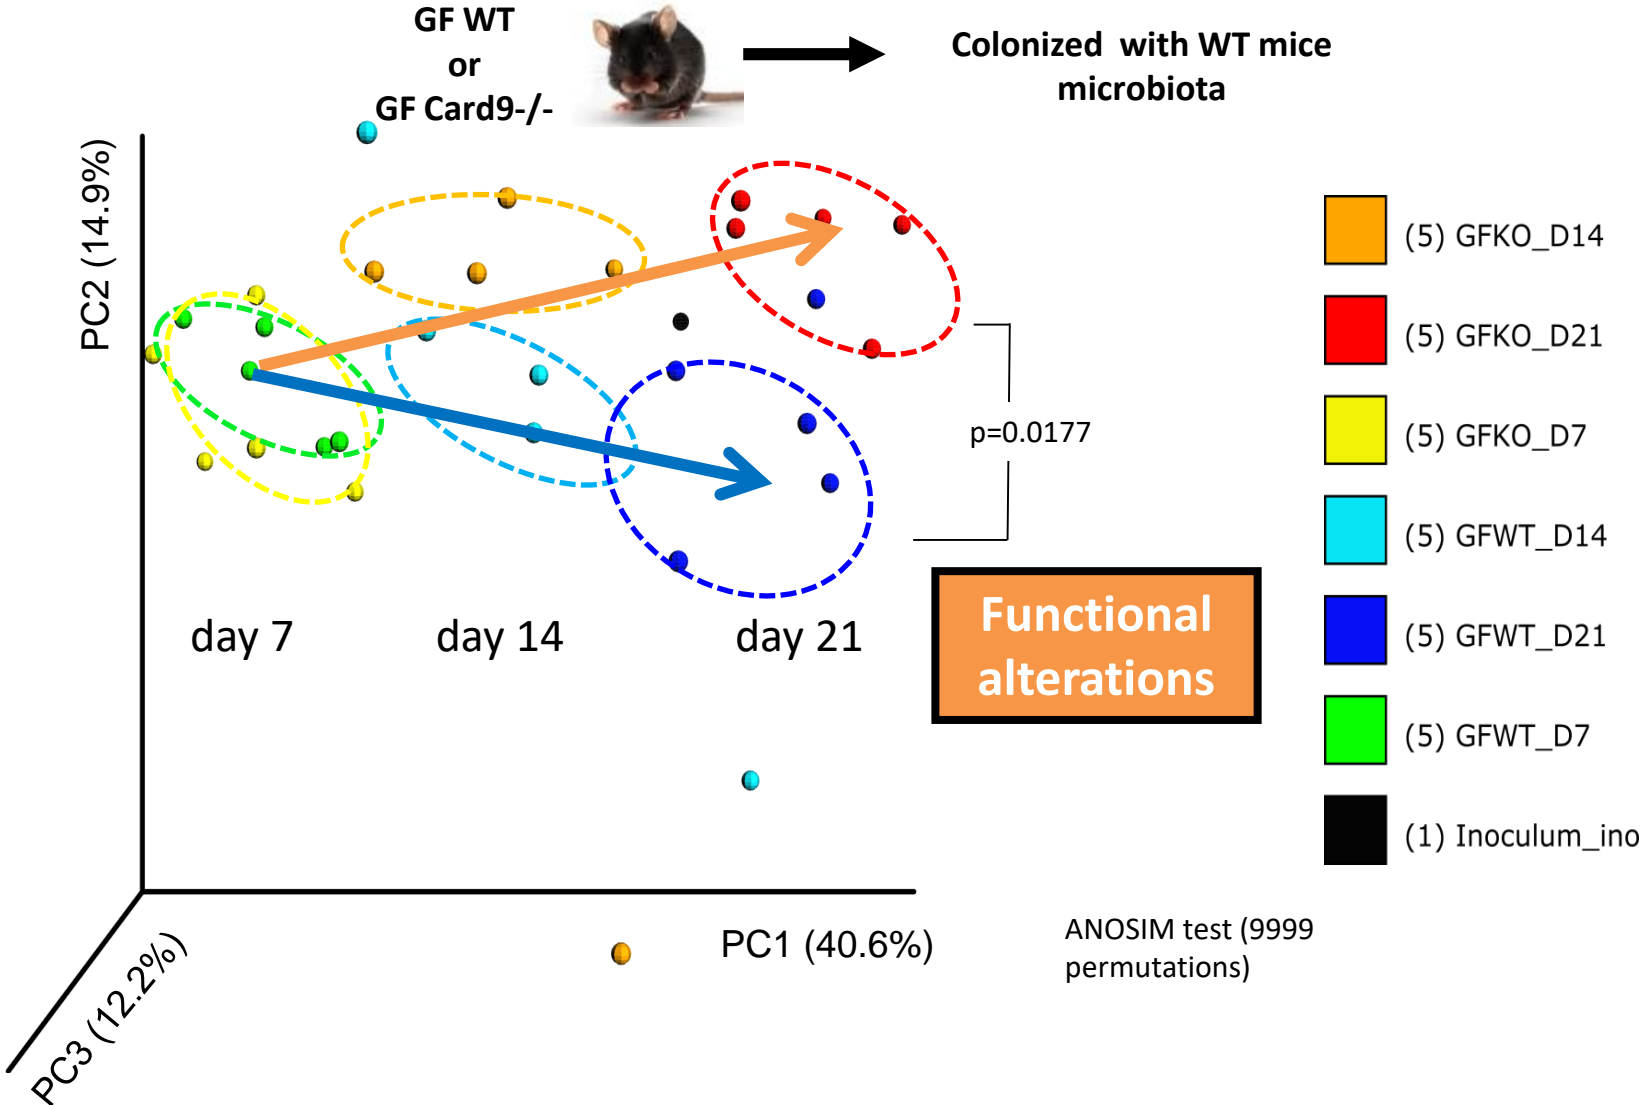 GF WT
or
GF Card9-/-
Colonized with WT mice
microbiota
PC2 (14.9%)
(5) GFKO_D14
(5) GFKO_D21
(5) GFKO_D7
(5) GFWT_D14
(5) GFWT_D21
(5) GFWT_D7
(1) Inoculum_ino
p=0.0177
day 7
day 14
day 21
Functional
alterations
PC1 (40.6%)
PC3 (12.2%)
ANOSIM test (9999
permutations)